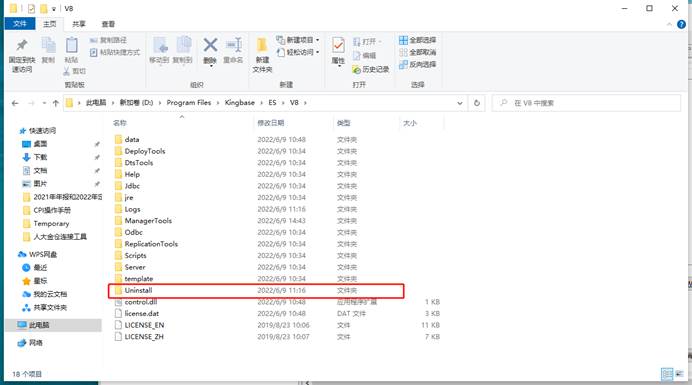 V8
文件 主页 共享 查看
固定到快速访问 复制 粘贴 复制路径 粘贴快捷方式 剪切 移动到 复制到 删除 重命名 新建文件夹 新建项目 轻松访问 属性 打开 编辑 历史记录 全部选择 全部取消 反向选择
剪贴板 组织 新建 打开 选择
此电脑 > 新加卷 (D:) > Program Files > Kingbase > ES > V8 >
在 V8 中搜索
名称 修改日期 类型 大小
快速访问
桌面
下载
文档
图片
2021年年报和2022年
CPI操作手册
Temporary
人大金仓连接工具
WPS网盘
最近
星标
我的云文档
共享文件夹
此电脑
网络
data 2022/6/9 10:48 文件夹
DeployTools 2022/6/9 10:34 文件夹
DtsTools 2022/6/9 10:34 文件夹
Help 2022/6/9 10:34 文件夹
Jdbc 2022/6/9 10:34 文件夹
jre 2022/6/9 10:34 文件夹
Logs 2022/6/9 11:16 文件夹
ManagerTools 2022/6/9 14:43 文件夹
Odbc 2022/6/9 10:34 文件夹
ReplicationTools 2022/6/9 10:34 文件夹
Scripts 2022/6/9 10:34 文件夹
Server 2022/6/9 10:34 文件夹
template 2022/6/9 10:34 文件夹
Uninstall 2022/6/9 11:16 文件夹
control.dll 2022/6/9 10:48 应用程序扩展 1 KB
license.dat 2022/6/9 10:34 DAT 文件 3 KB
LICENSE_EN 2019/8/23 10:06 文件 11 KB
LICENSE_ZH 2019/8/23 10:07 文件 7 KB
18 个项目